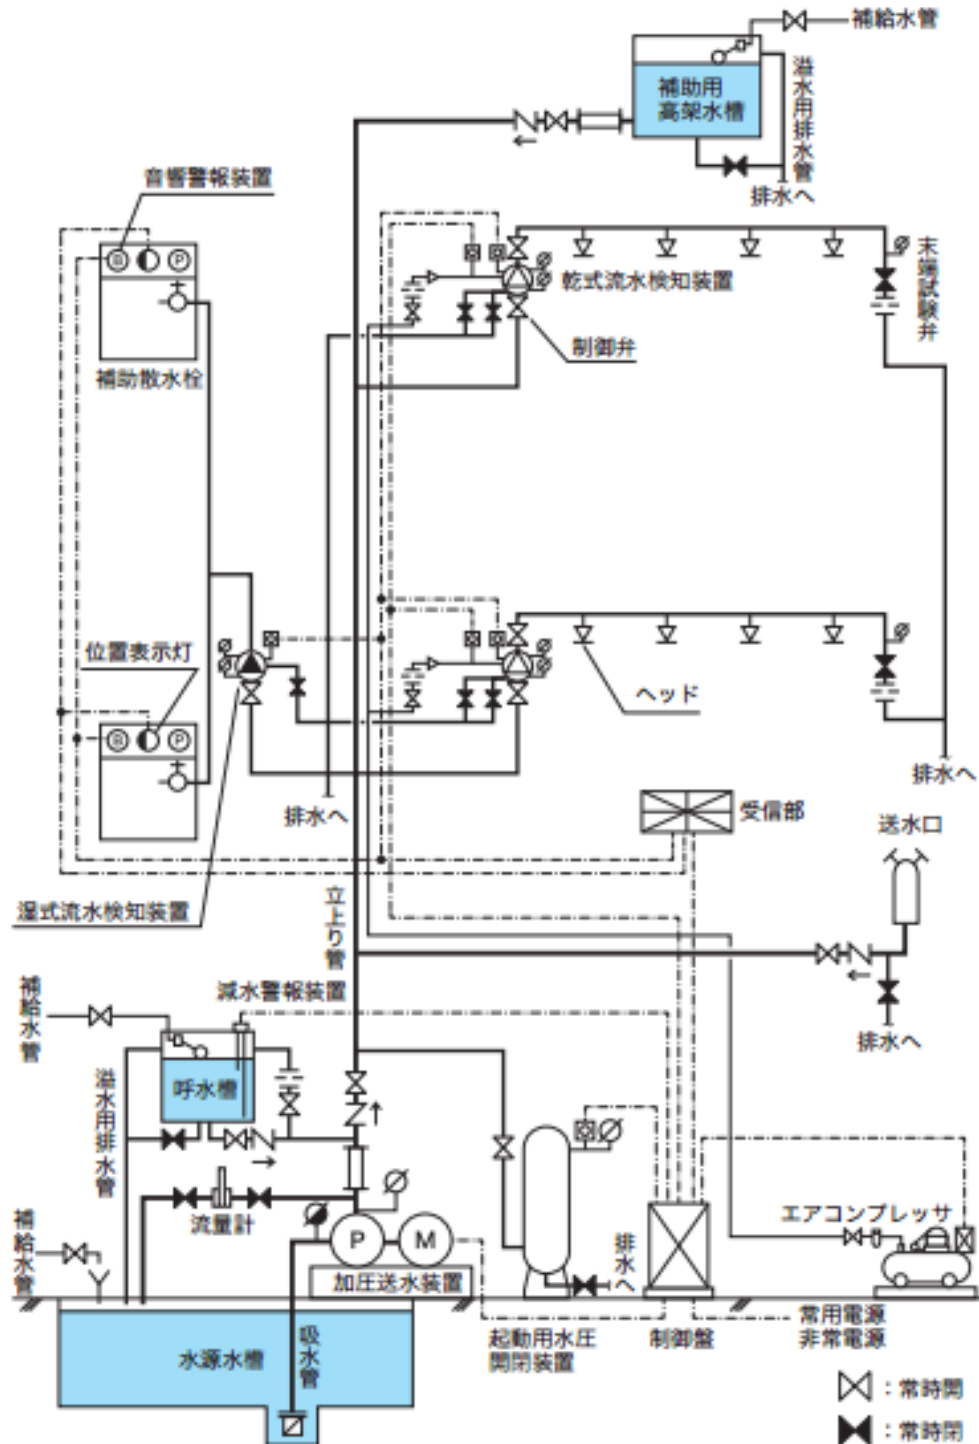 補給水管
補助用
高架水槽
溢水用排水管
排水へ
音響警報装置
B
P
補助散水栓
乾式流水検知装置
制御弁
末端試験弁
位置表示灯
B
P
ヘッド
排水へ
排水へ
受信部
送水口
湿式流水検知装置
立上り管
排水へ
減水警報装置
補給水管
呼水槽
溢水用排水管
流量計
補給水管
P
M
加圧送水装置
排水へ
エアコンプレッサ
水源水槽
吸水管
起動用水圧
開閉装置
制御盤
常用電源
非常電源
：常時開
：常時閉